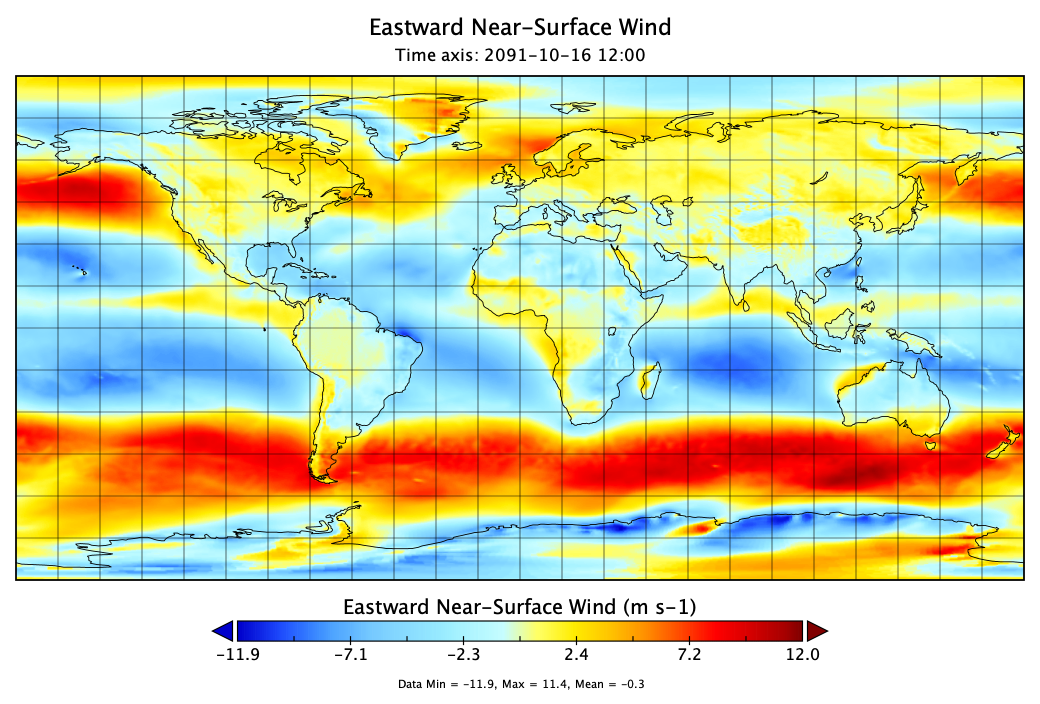 Eastward Near-Surface Wind
Time axis: 2091-10-16 12:00
Eastward Near-Surface Wind (m s-1)
-11.9 -7.1 -2.3 2.4 7.2 12.0
Data Min = -11.9, Max = 11.4, Mean = -0.3